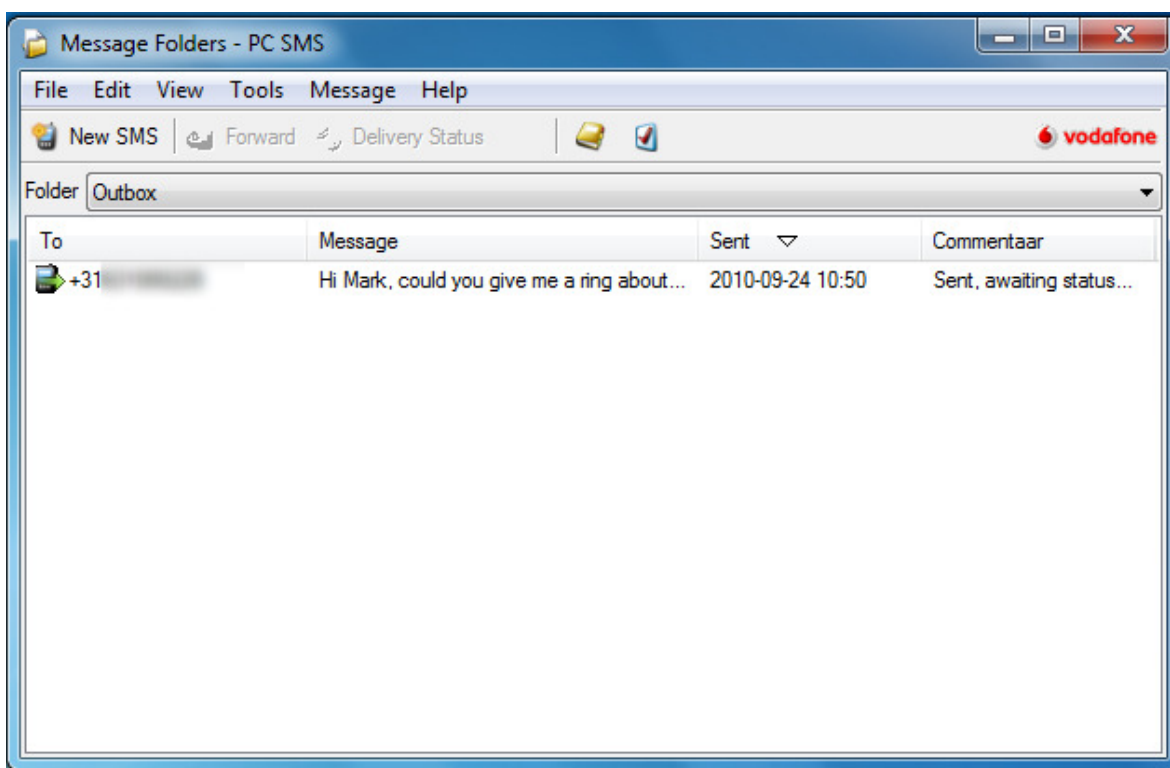 Message Folders - PC SMS
File Edit View Tools Message Help
New SMS Forward Delivery Status vodafone
Folder Outbox
To Message Sent Commentaar
+31 Hi Mark, could you give me a ring about... 2010-09-24 10:50 Sent, awaiting status...